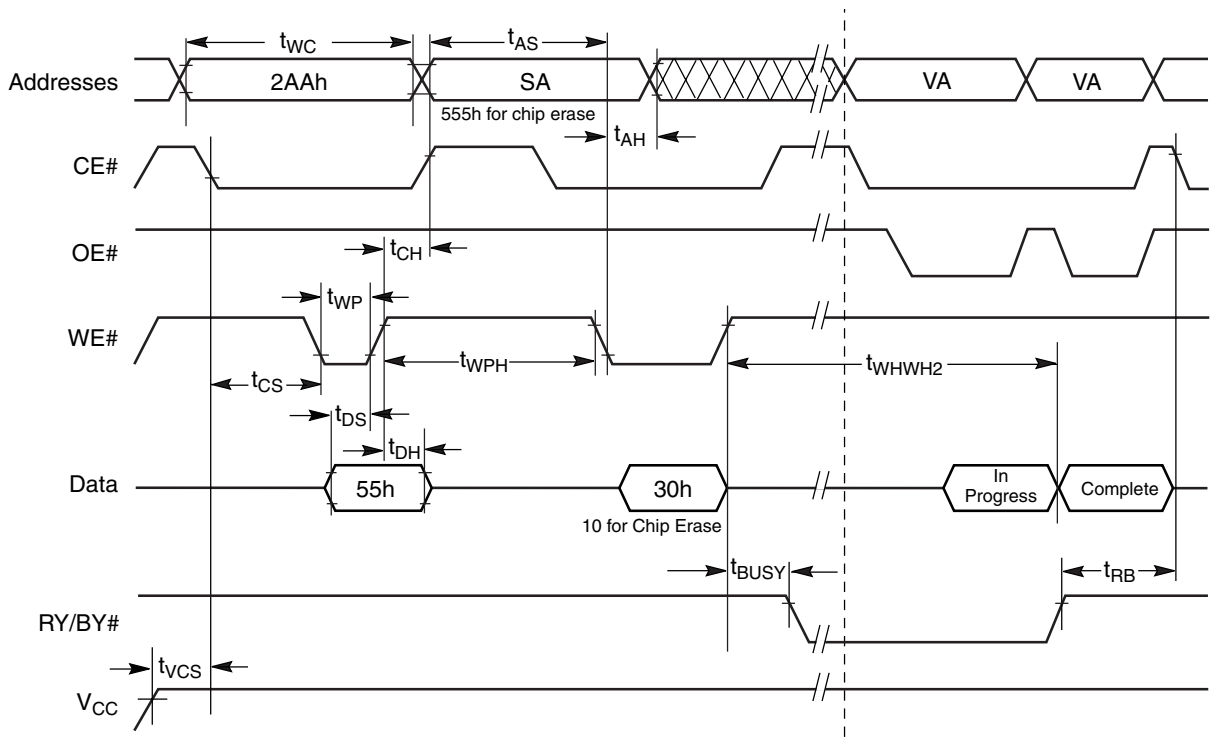 tWC
tAS
Addresses
2AAh
SA
VA
VA
555h for chip erase
tAH
CE#
OE#
tCH
tWP
WE#
tWPH
tWHWH2
tCS
tDS
tDH
Data
55h
30h
In
Progress
Complete
10 for Chip Erase
tBUSY
tRB
RY/BY#
tVCS
VCC